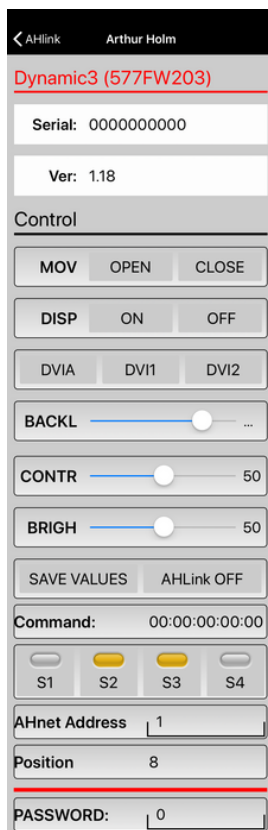 AHlink Arthur Holm
Dynamic3 (577FW203)
Serial: 0000000000
Ver: 1.18
Control
MOV OPEN CLOSE
DISP ON OFF
DVIA DVI1 DVI2
BACKL ...
CONTR 50
BRIGH 50
SAVE VALUES AHLink OFF
Command: 00:00:00:00:00
S1 S2 S3 S4
AHnet Address 1
Position 8
PASSWORD: 0